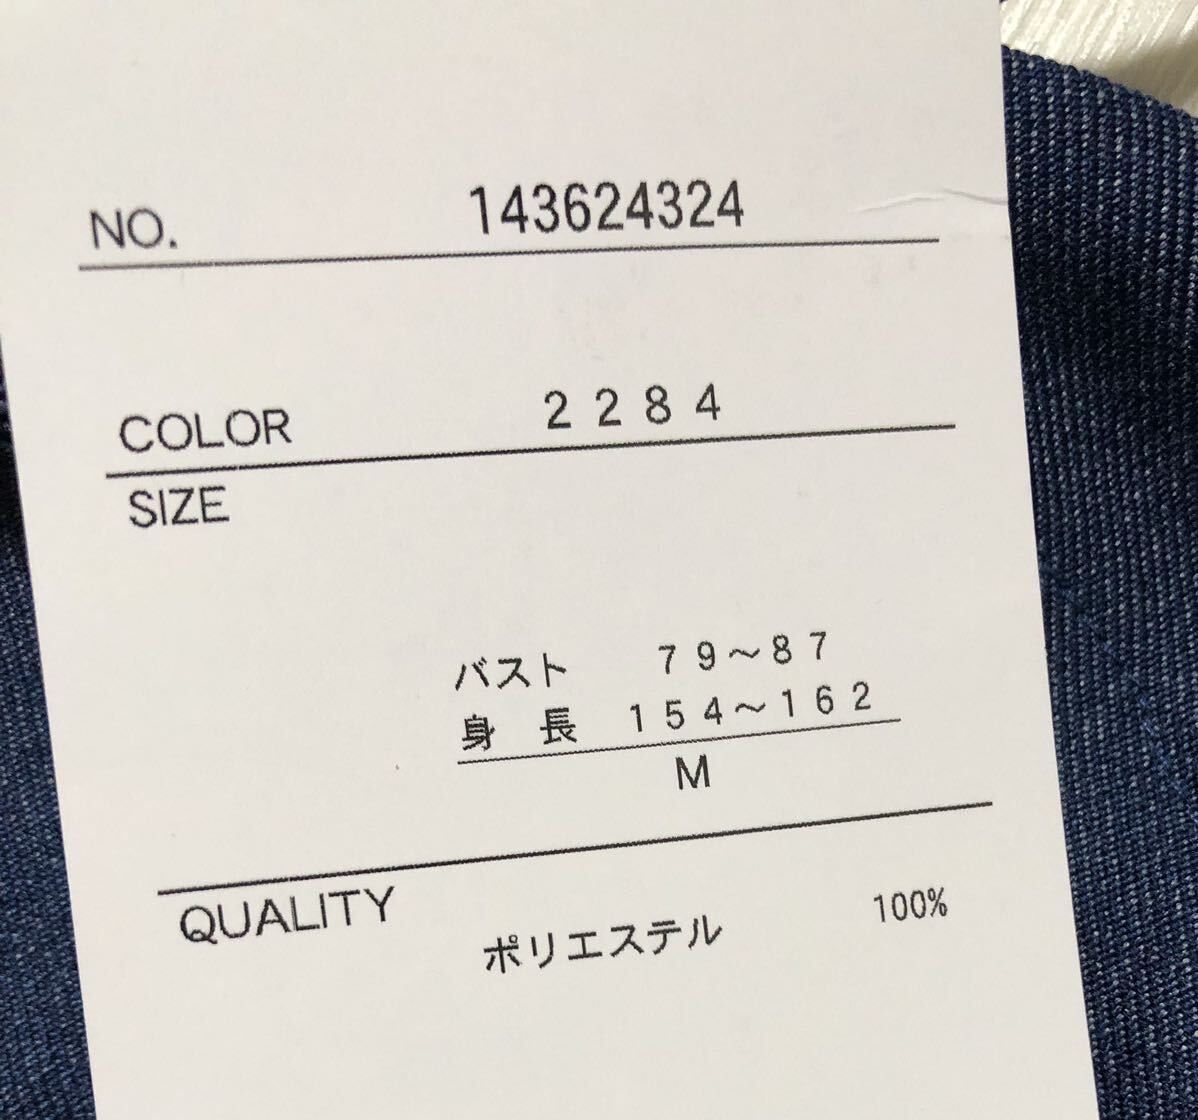 NO. 143624324
COLOR 2284
SIZE
バスト 79〜87
身 長 154〜162
M
QUALITY
ポリエステル 100%